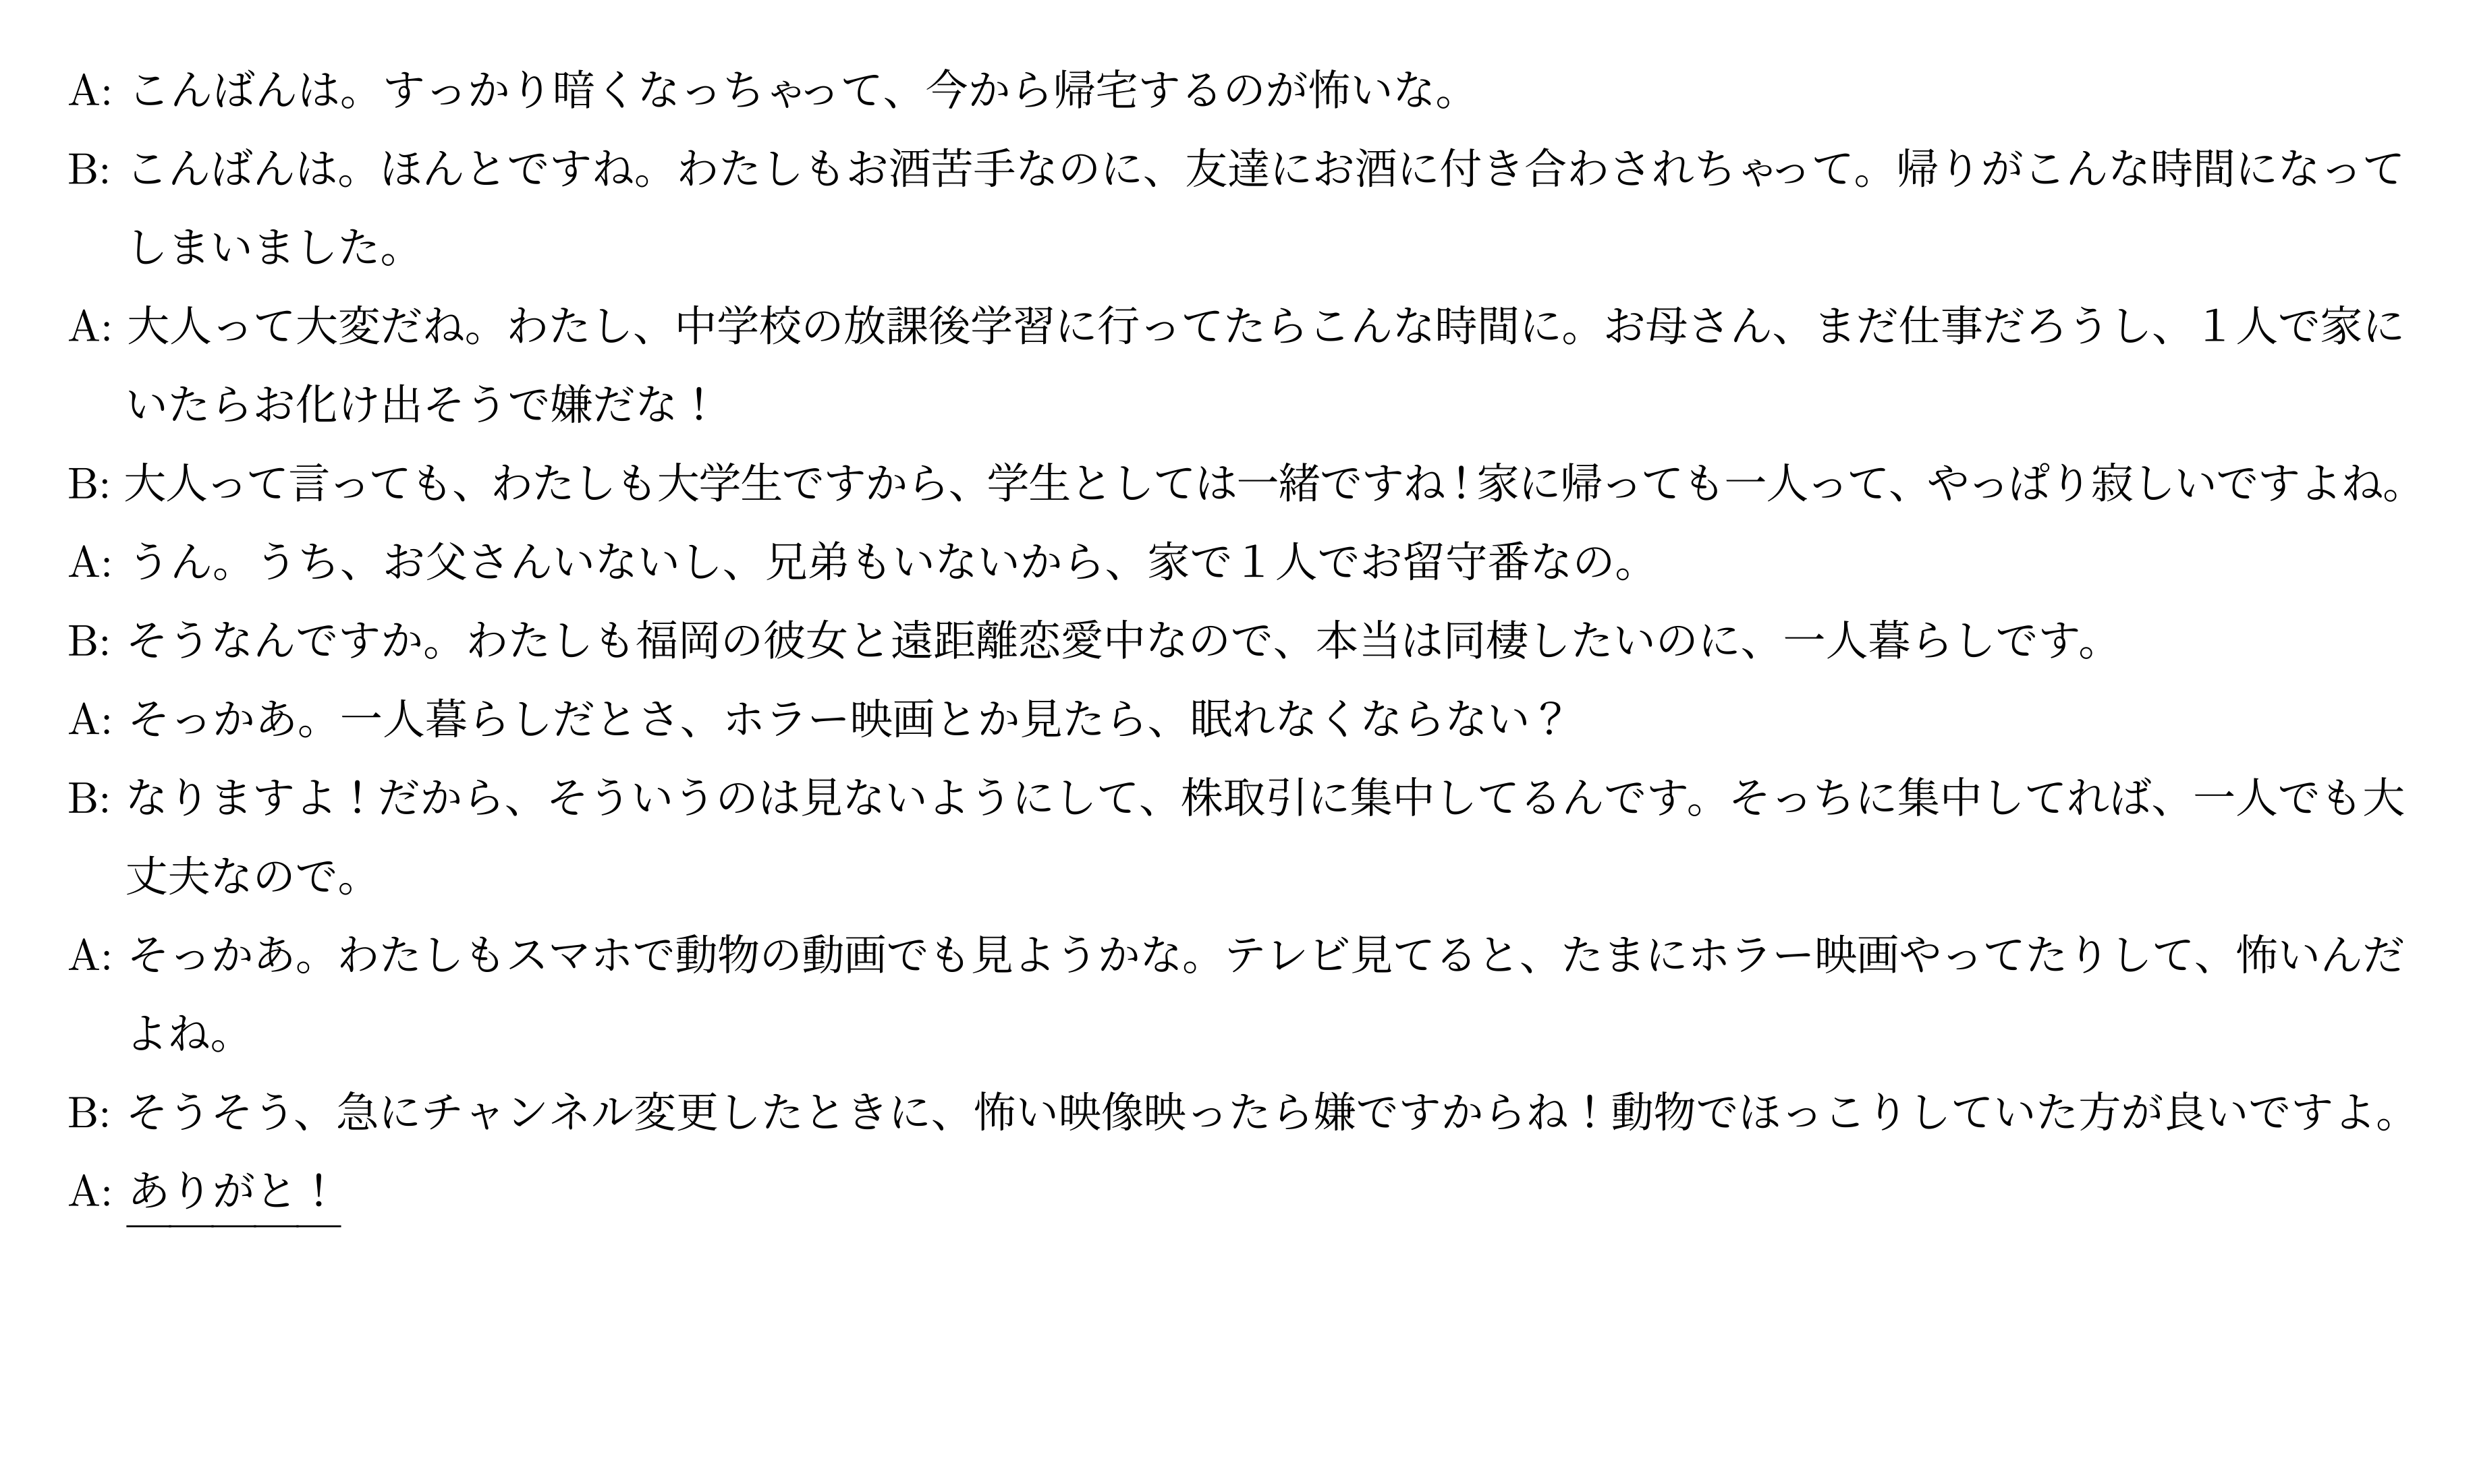 A: こんばんは。すっかり暗くなっちゃって、今から帰宅するのが怖いな。
B: こんばんは。ほんとですね。わたしもお酒苦手なのに、友達にお酒に付き合わされちゃって。帰りがこんな時間になって
しまいました。
A: 大人って大変だね。わたし、中学校の放課後学習に行ってたらこんな時間に。お母さん、まだ仕事だろうし、1人で家に
いたらお化け出そうで嫌だな！
B: 大人って言っても、わたしも大学生ですから、学生としては一緒ですね！家に帰っても一人って、やっぱり寂しいですよね。
A: うん。うち、お父さんいないし、兄弟もいないから、家で1人でお留守番なの。
B: そうなんですか。わたしも福岡の彼女と遠距離恋愛中なので、本当は同棲したいのに、一人暮らしです。
A: そっかあ。一人暮らしだとさ、ホラー映画とか見たら、眠れなくならない？
B: なりますよ！だから、そういうのは見ないようにして、株取引に集中してるんです。そっちに集中してれば、一人でも大
丈夫なので。
A: そっかあ。わたしもスマホで動物の動画でも見ようかな。テレビ見てると、たまにホラー映画やってたりして、怖いんだ
よね。
B: そうそう、急にチャンネル変更したときに、怖い映像映ったら嫌ですからね！動物でほっこりしていた方が良いですよ。
A: ありがと！